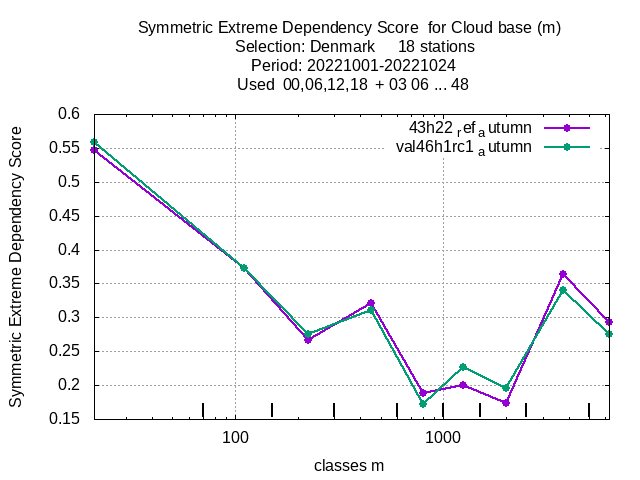 Symmetric Extreme Dependency Score  for Cloud base (m)
Selection: Denmark     18 stations
Period: 20221001-20221024
Used  00,06,12,18  + 03 06 ... 48
0.6
0.55
0.5
0.45
0.4
0.35
0.3
0.25
0.2
0.15
Symmetric Extreme Dependency Score
43h22 ref autumn
val46h1rc1 autumn
100
1000
classes m